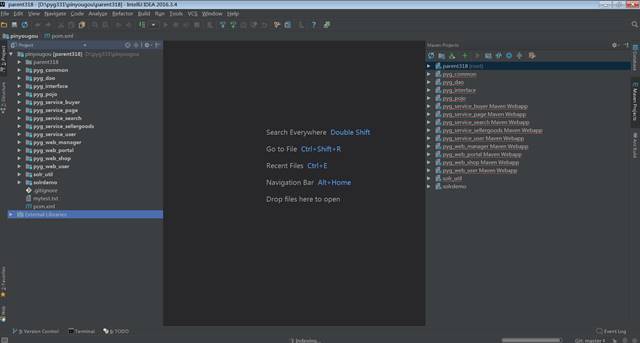 parent318 - [D:\pyg331\pinyougou\parent318] - IntelliJ IDEA 2016.3.4
File Edit View Navigate Code Analyze Refactor Build Run Tools VCS Window Help
pinyougou pom.xml
Project
pinyougou [parent318] D:\pyg331\pinyougou
parent318
pyg_common
pyg_dao
pyg_interface
pyg_pojo
pyg_service_buyer
pyg_service_page
pyg_service_search
pyg_service_sellergoods
pyg_service_user
pyg_web_manager
pyg_web_portal
pyg_web_shop
pyg_web_user
solr_util
solrdemo
.gitignore
mytest.txt
pom.xml
External Libraries
1: Project
Z: Structure
2: Favorites
Web
Search Everywhere Double Shift
Go to File Ctrl+Shift+R
Recent Files Ctrl+E
Navigation Bar Alt+Home
Drop files here to open
Maven Projects
parent318 (root)
pyg_common
pyg_dao
pyg_interface
pyg_pojo
pyg_service_buyer Maven Webapp
pyg_service_page Maven Webapp
pyg_service_search Maven Webapp
pyg_service_sellergoods Maven Webapp
pyg_service_user Maven Webapp
pyg_web_manager Maven Webapp
pyg_web_portal Maven Webapp
pyg_web_shop Maven Webapp
pyg_web_user Maven Webapp
solr_util
solrdemo
Database
Maven Projects
Ant Build
9: Version Control Terminal 6: TODO
Event Log
Indexing...
Git: master